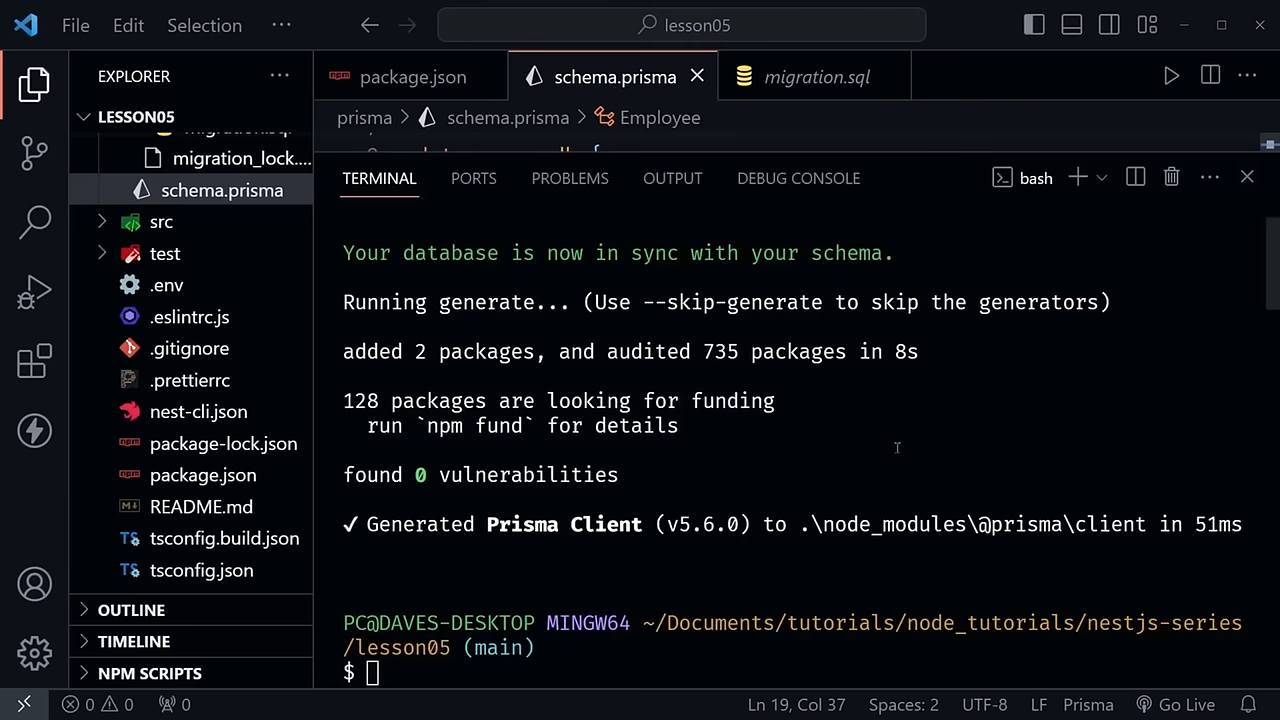 File Edit Selection ··· lesson05
EXPLORER ···
LESSON05
migration.sql
migration_lock....
schema.prisma
src
test
.env
.eslintrc.js
.gitignore
.prettierrc
nest-cli.json
package-lock.json
package.json
README.md
tsconfig.build.json
tsconfig.json
OUTLINE
TIMELINE
NPM SCRIPTS
package.json schema.prisma migration.sql ···
prisma > schema.prisma > Employee
TERMINAL PORTS PROBLEMS OUTPUT DEBUG CONSOLE bash ···
Your database is now in sync with your schema.
Running generate... (Use --skip-generate to skip the generators)
added 2 packages, and audited 735 packages in 8s
128 packages are looking for funding
run `npm fund` for details
found 0 vulnerabilities
✔ Generated Prisma Client (v5.6.0) to .\node_modules\@prisma\client in 51ms
PC@DAVES-DESKTOP MINGW64 ~/Documents/tutorials/node_tutorials/nestjs-series
/lesson05 (main)
$
0 0 0 Ln 19, Col 37 Spaces: 2 UTF-8 LF Prisma Go Live